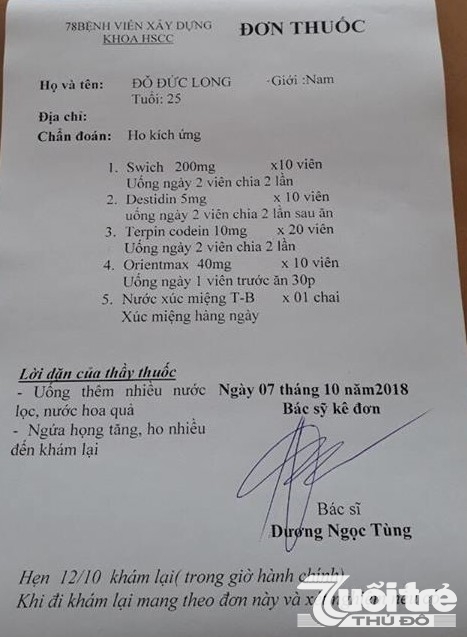 78BỆNH VIỆN XÂY DỰNG ĐƠN THUỐC
KHOA HSCC
Họ và tên: ĐỖ ĐỨC LONG -Giới :Nam
Tuổi: 25
Địa chỉ:
Chẩn đoán: Ho kích ứng
1. Swich 200mg x10 viên
Uống ngày 2 viên chia 2 lần
2. Destidin 5mg x 10 viên
uống ngày 2 viên chia 2 lần sau ăn
3. Terpin codein 10mg x 20 viên
Uống ngày 2 viên chia 2 lần
4. Orientmax 40mg x 10 viên
Uống ngày 1 viên trước ăn 30p
5. Nước xúc miệng T-B x 01 chai
Xúc miệng hàng ngày
Lời dặn của thầy thuốc
- Uống thêm nhiều nước Ngày 07 tháng 10 năm2018
lọc, nước hoa quả Bác sỹ kê đơn
- Ngứa họng tăng, ho nhiều
đến khám lại
Bác sĩ
Dương Ngọc Tùng
Hẹn 12/10 khám lại( trong giờ hành chính)
Khi đi khám lại mang theo đơn này và
Tuổi trẻ
THỦ ĐÔ